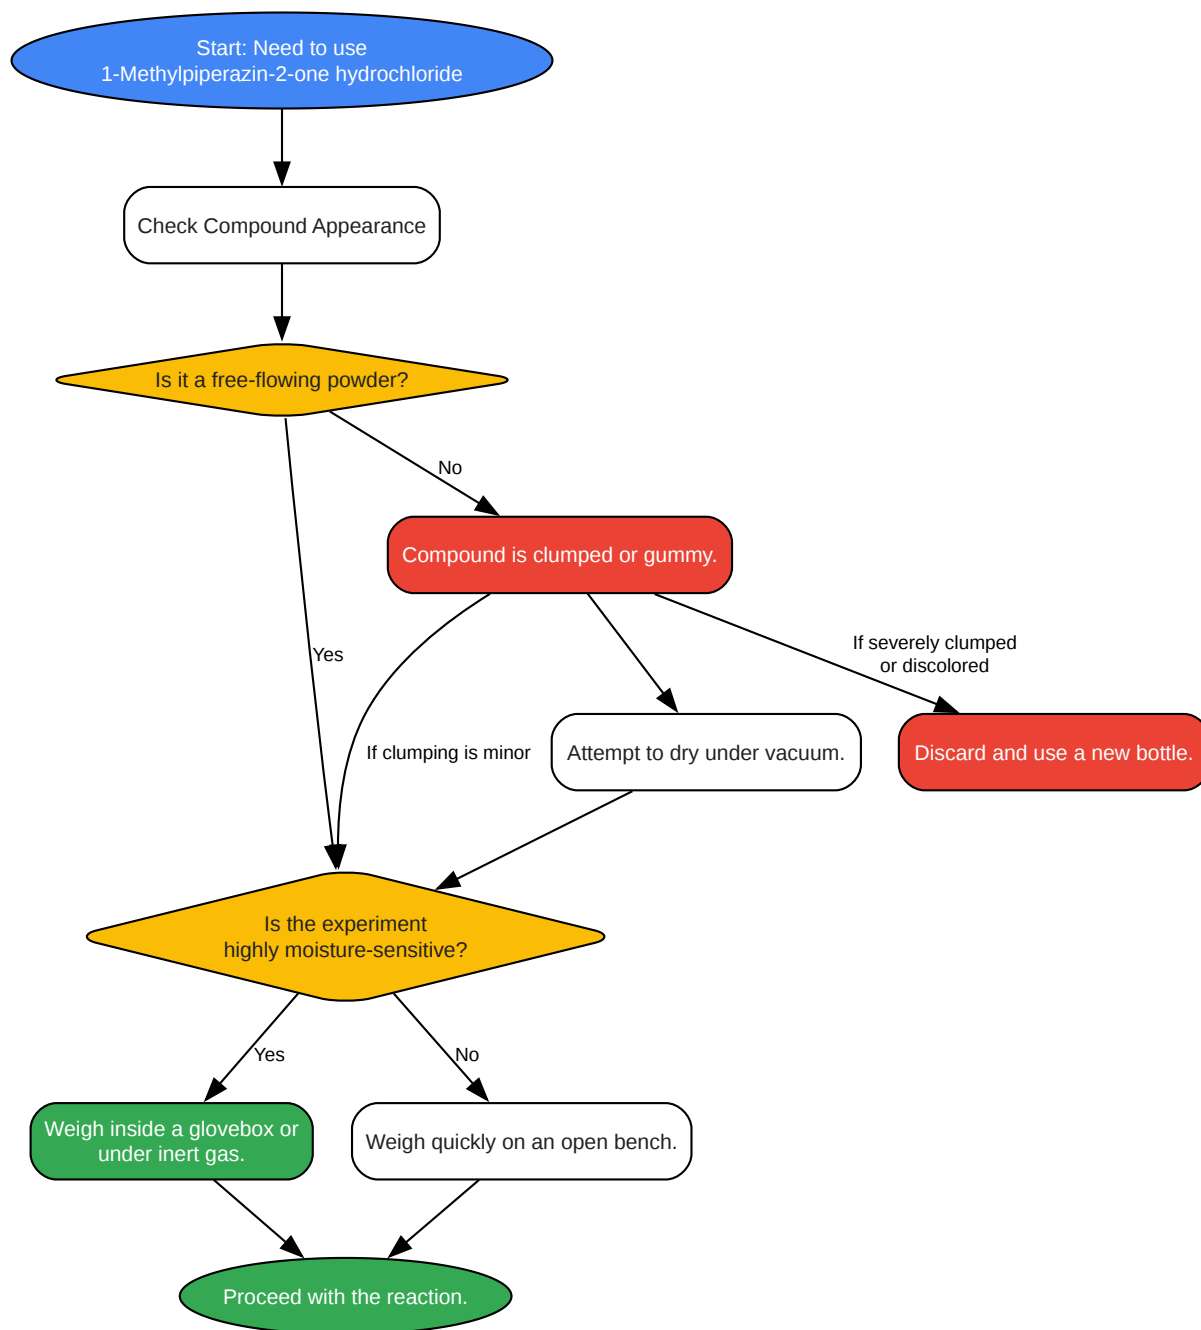 Start: Need to use
1-Methylpiperazin-2-one hydrochloride
Check Compound Appearance
Is it a free-flowing powder?
No
Compound is clumped or gummy.
Yes
If severely clumped
or discolored
If clumping is minor
Attempt to dry under vacuum.
Discard and use a new bottle.
Is the experiment
highly moisture-sensitive?
Yes
No
Weigh inside a glovebox or
under inert gas.
Weigh quickly on an open bench.
Proceed with the reaction.